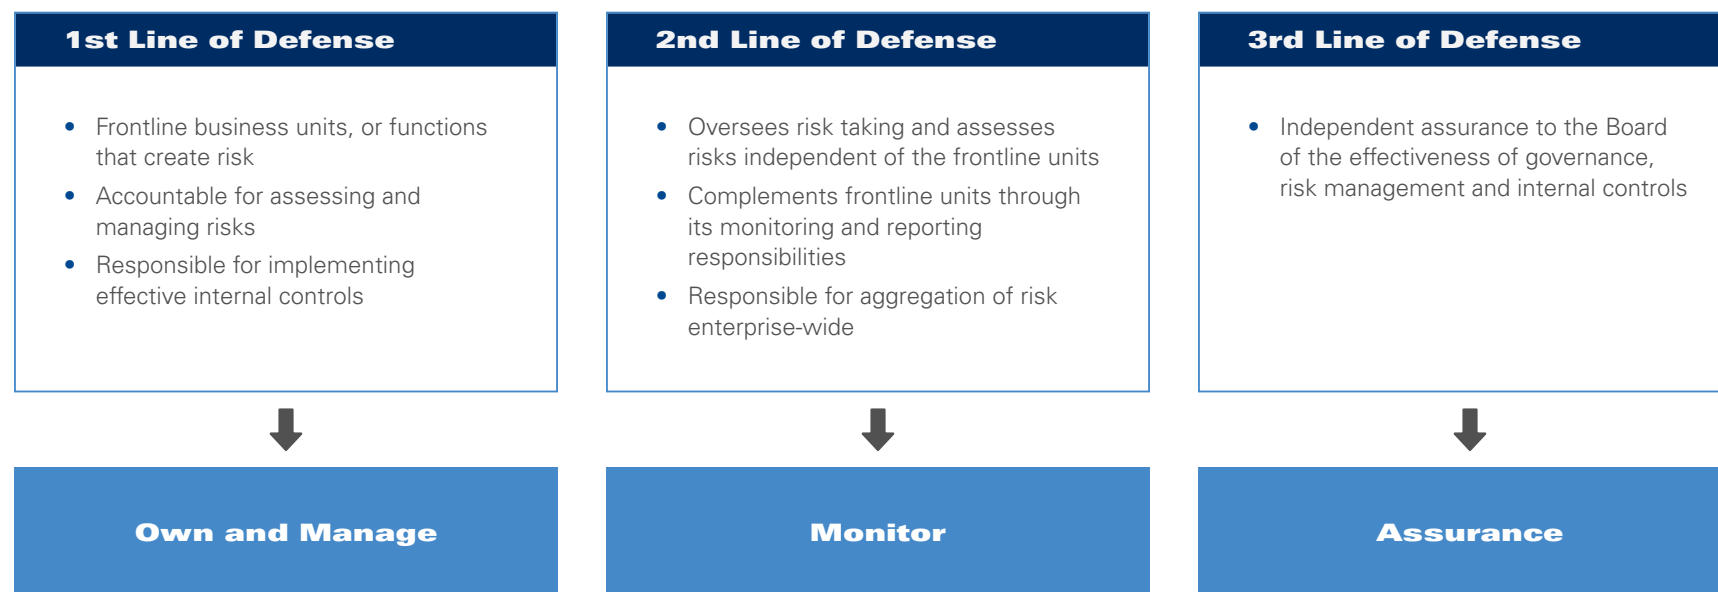 1st Line of Defense
• Frontline business units, or functions
that create risk
• Accountable for assessing and
managing risks
• Responsible for implementing
effective internal controls
Own and Manage
2nd Line of Defense
• Oversees risk taking and assesses
risks independent of the frontline units
• Complements frontline units through
its monitoring and reporting
responsibilities
• Responsible for aggregation of risk
enterprise-wide
Monitor
3rd Line of Defense
• Independent assurance to the Board
of the effectiveness of governance,
risk management and internal controls
Assurance